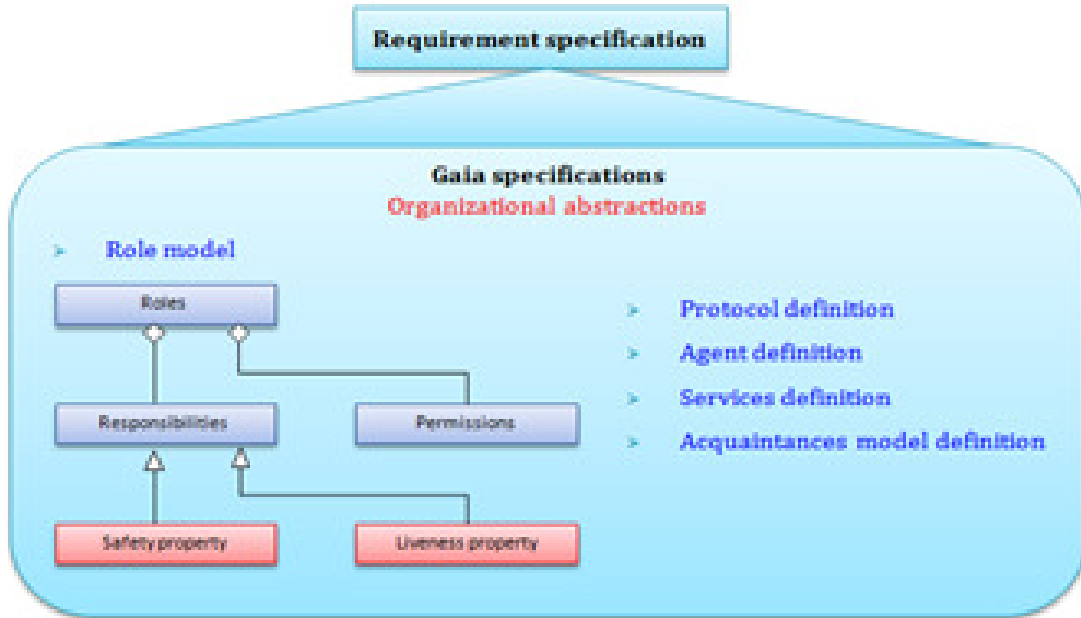 Requirement specification
Gaia specifications
Organizational abstractions
Role model
Roles
Responsibilities
Permissions
Safety property
Liveness property
Protocol definition
Agent definition
Services definition
Acquaintances model definition